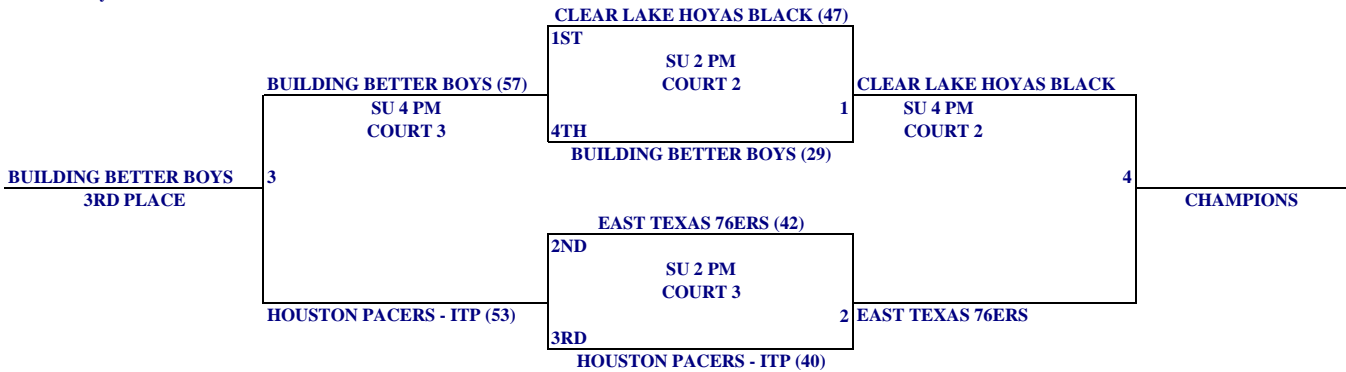 CLEAR LAKE HOYAS BLACK (47)
1ST
SU 2 PM
BUILDING BETTER BOYS (57)
COURT 2
CLEAR LAKE HOYAS BLACK
SU 4 PM
1
SU 4 PM
COURT 3
4TH
COURT 2
BUILDING BETTER BOYS (29)
BUILDING BETTER BOYS
3
4
3RD PLACE
CHAMPIONS
EAST TEXAS 76ERS (42)
2ND
SU 2 PM
COURT 3
HOUSTON PACERS - ITP (53)
2
EAST TEXAS 76ERS
3RD
HOUSTON PACERS - ITP (40)